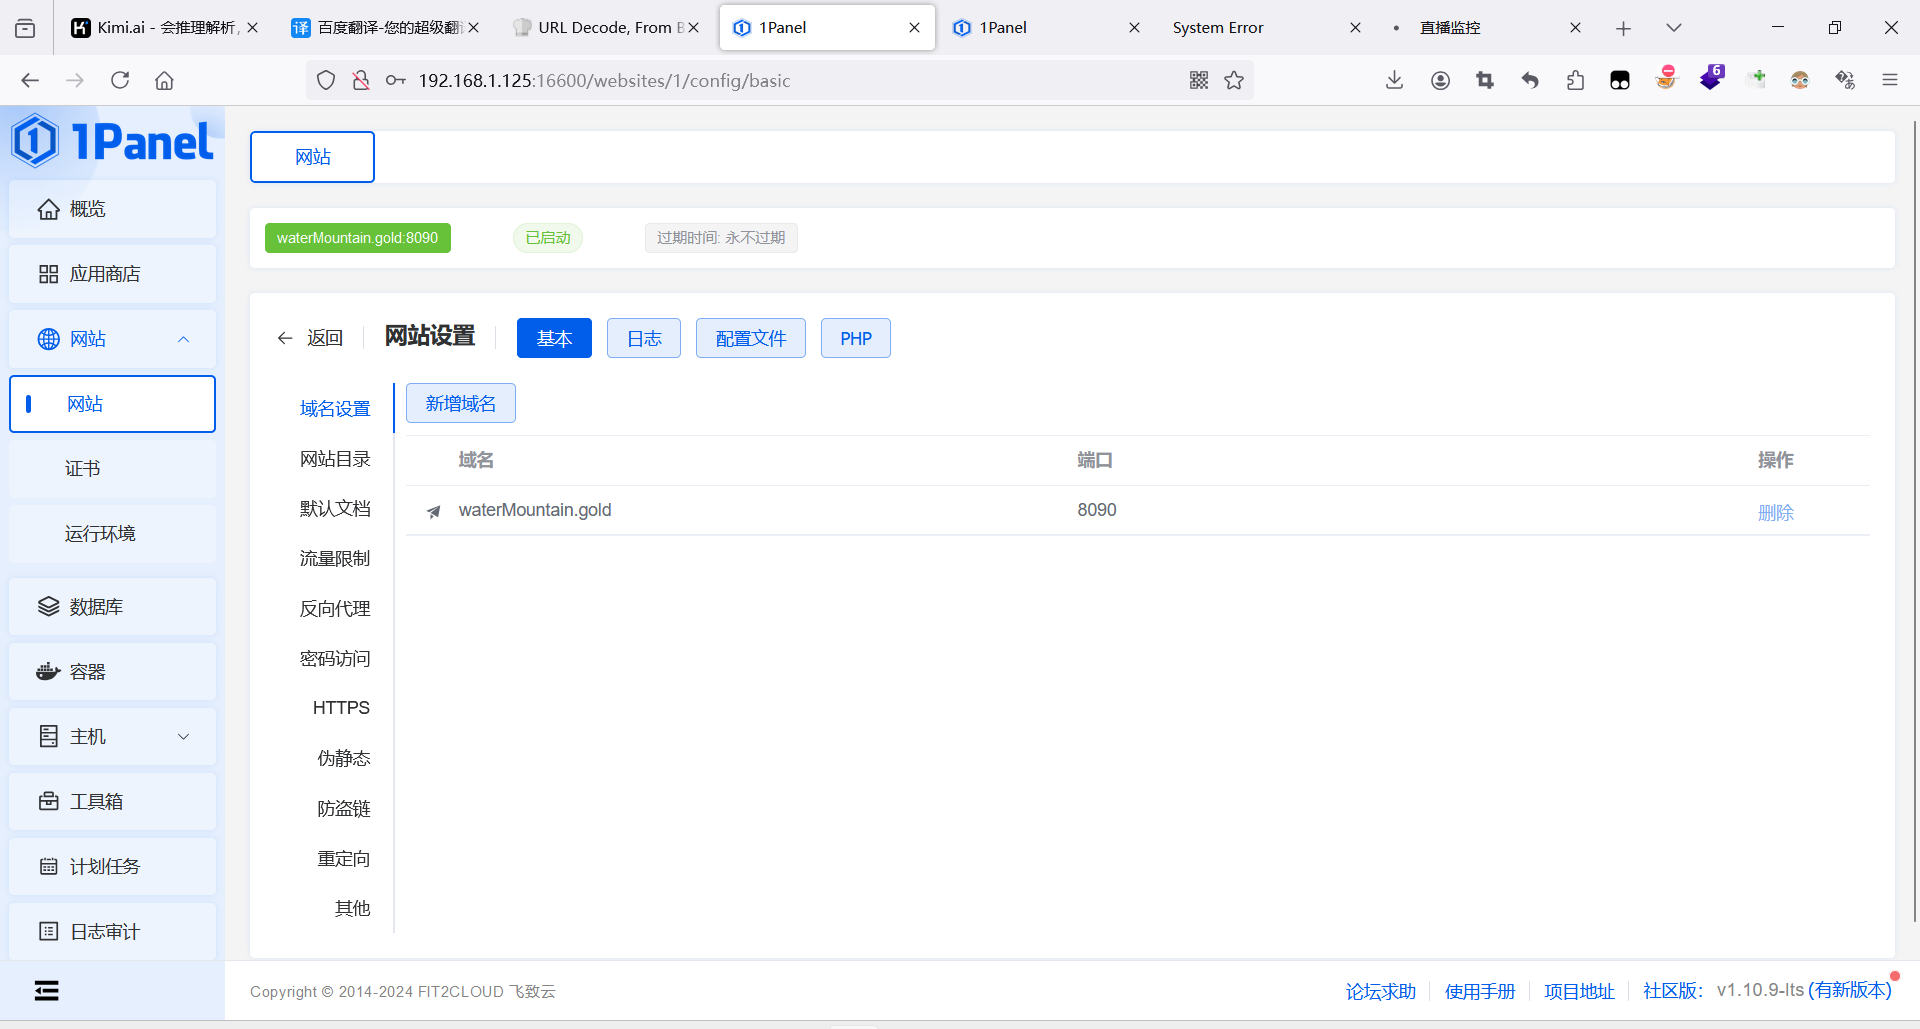 Kimi.ai - 会推理解析,
百度翻译-您的超级翻译
URL Decode, From B
1Panel
1Panel
System Error
直播监控
192.168.1.125:16600/websites/1/config/basic
6
1Panel
概览
应用商店
网站
网站
证书
运行环境
数据库
容器
主机
工具箱
计划任务
日志审计
网站
waterMountain.gold:8090
已启动
过期时间: 永不过期
返回
网站设置
基本
日志
配置文件
PHP
域名设置
网站目录
默认文档
流量限制
反向代理
密码访问
HTTPS
伪静态
防盗链
重定向
其他
新增域名
域名
端口
操作
waterMountain.gold
8090
删除
Copyright © 2014-2024 FIT2CLOUD 飞致云
论坛求助
使用手册
项目地址
社区版:
v1.10.9-lts
(有新版本)